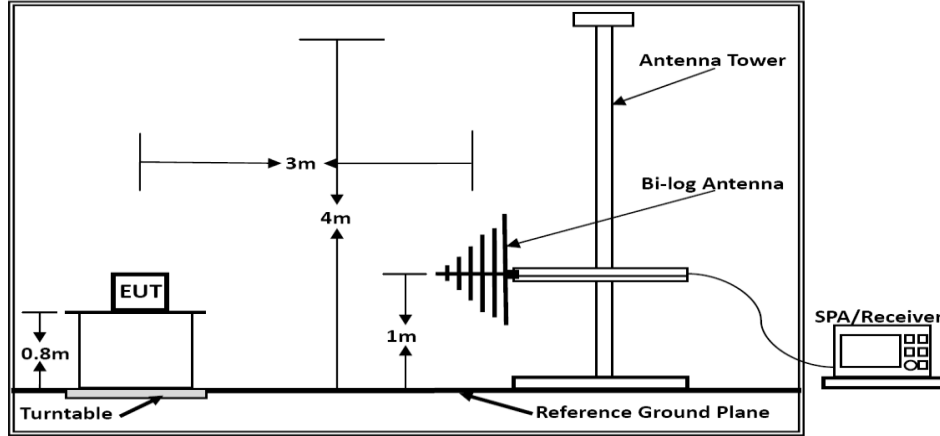 Antenna Tower
3m
Bi-log Antenna
4m
EUT
1m
SPA/Receiver
0.8m
Turntable
Reference Ground Plane